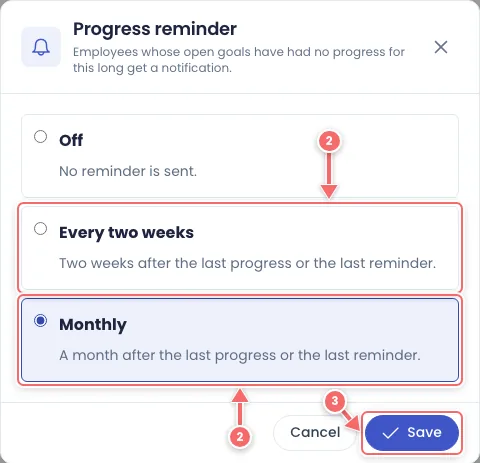 Progress reminder
Employees whose open goals have had no progress for
this long get a notification.
Off
No reminder is sent.
2
Every two weeks
Two weeks after the last progress or the last reminder.
Monthly
A month after the last progress or the last reminder.
2
3
Cancel
Save